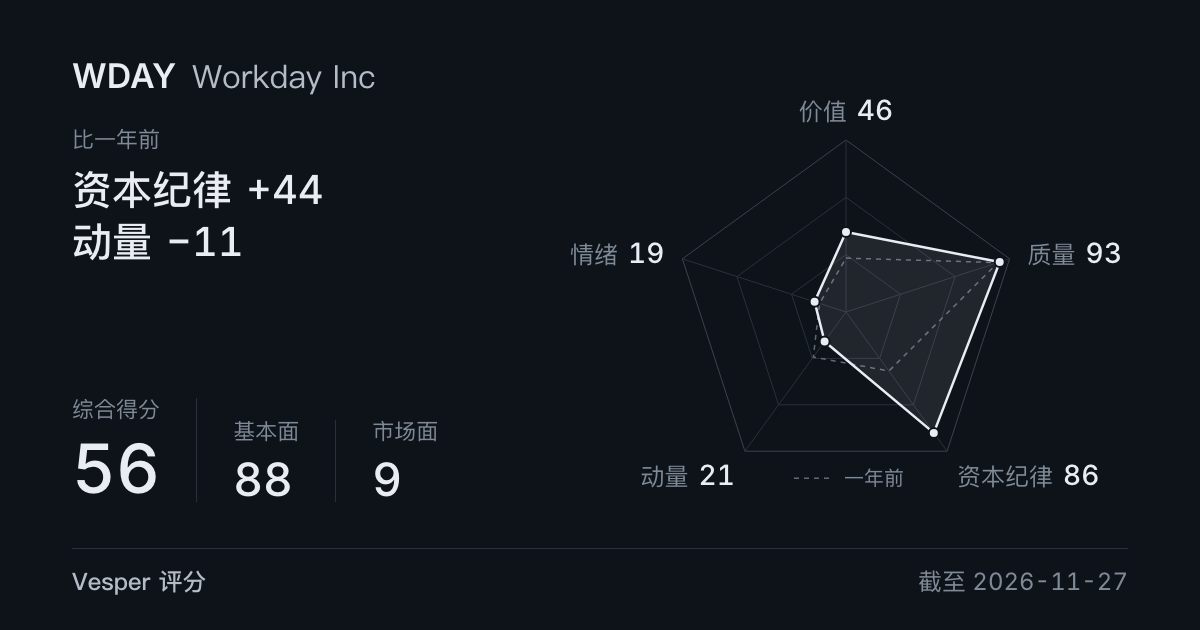 WDAY Workday Inc
比一年前
资本纪律 +44
动量 −11
价值 46
情绪 19
质量 93
动量 21
一年前
资本纪律 86
综合得分
56
基本面
88
市场面
9
Vesper 评分
截至 2026-11-27